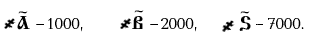 ҂А҃ – 1000, ҂В҃ – 2000, ҂Ѕ҃ – 7000.